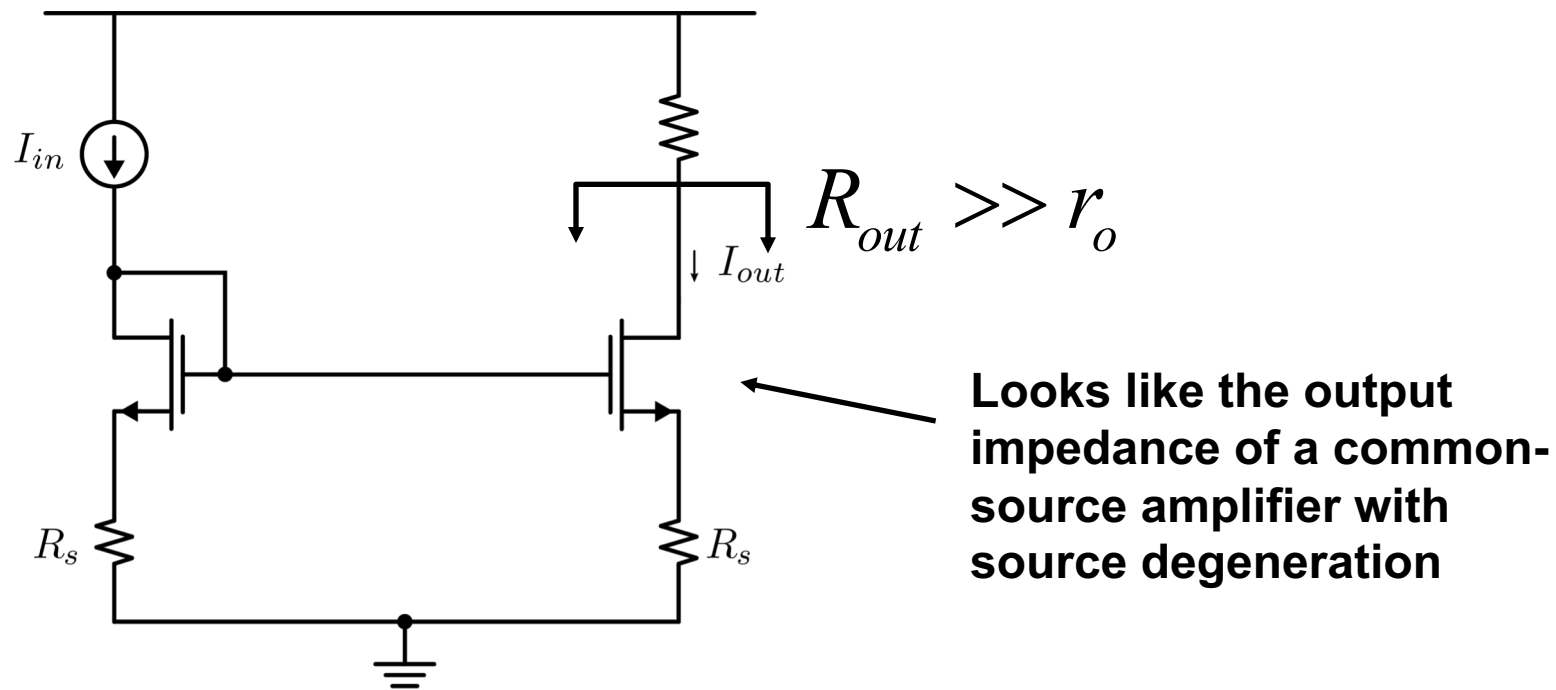 I_in
R_out >> r_o
I_out
Looks like the output
impedance of a common-
source amplifier with
source degeneration
R_s
R_s